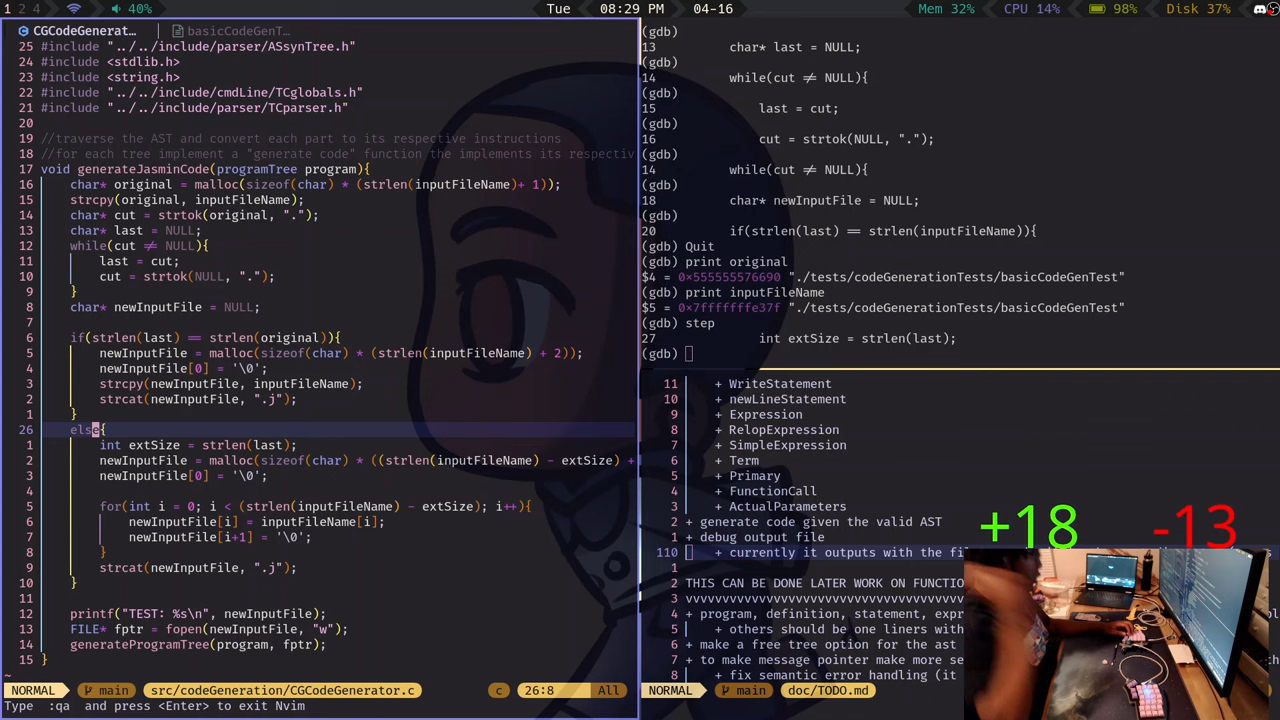 1 2 4 40% Tue 08:29 PM 04-16 Mem 32% CPU 14% 98% Disk 37%
CGCodeGenerat… basicCodeGenT…
25 #include "../../include/parser/ASsynTree.h"
24 #include <stdlib.h>
23 #include <string.h>
22 #include "../../include/cmdLine/TCglobals.h"
21 #include "../../include/parser/TCparser.h"
20
19 //traverse the AST and convert each part to its respective instructions
18 //for each tree implement a "generate code" function the implements its respectiv
17 void generateJasminCode(programTree program){
16 char* original = malloc(sizeof(char) * (strlen(inputFileName)+ 1));
15 strcpy(original, inputFileName);
14 char* cut = strtok(original, ".");
13 char* last = NULL;
12 while(cut ≠ NULL){
11 last = cut;
10 cut = strtok(NULL, ".");
9 }
8 char* newInputFile = NULL;
7
6 if(strlen(last) == strlen(original)){
5 newInputFile = malloc(sizeof(char) * (strlen(inputFileName) + 2));
4 newInputFile[0] = '\0';
3 strcpy(newInputFile, inputFileName);
2 strcat(newInputFile, ".j");
1 }
26 else{
1 int extSize = strlen(last);
2 newInputFile = malloc(sizeof(char) * ((strlen(inputFileName) - extSize) +
3 newInputFile[0] = '\0';
4
5 for(int i = 0; i < (strlen(inputFileName) - extSize); i++){
6 newInputFile[i] = inputFileName[i];
7 newInputFile[i+1] = '\0';
8 }
9 strcat(newInputFile, ".j");
10 }
11
12 printf("TEST: %s\n", newInputFile);
13 FILE* fptr = fopen(newInputFile, "w");
14 generateProgramTree(program, fptr);
15 }
~
NORMAL main src/codeGeneration/CGCodeGenerator.c c 26:8 All
Type :qa and press <Enter> to exit Nvim
(gdb)
13 char* last = NULL;
(gdb)
14 while(cut ≠ NULL){
(gdb)
15 last = cut;
(gdb)
16 cut = strtok(NULL, ".");
(gdb)
14 while(cut ≠ NULL){
(gdb)
18 char* newInputFile = NULL;
(gdb)
20 if(strlen(last) == strlen(inputFileName)){
(gdb) Quit
(gdb) print original
$4 = 0×555555576690 "./tests/codeGenerationTests/basicCodeGenTest"
(gdb) print inputFileName
$5 = 0×7fffffffe37f "./tests/codeGenerationTests/basicCodeGenTest"
(gdb) step
27 int extSize = strlen(last);
(gdb)
11 + WriteStatement
10 + newLineStatement
9 + Expression
8 + RelopExpression
7 + SimpleExpression
6 + Term
5 + Primary
4 + FunctionCall
3 + ActualParameters
2 + generate code given the valid AST
1 + debug output file
110 + currently it outputs with the fi
1
2 THIS CAN BE DONE LATER WORK ON FUNCTIO
3 vvvvvvvvvvvvvvvvvvvvvvvvvvvvvvvvvvvvvv
4 + program, definition, statement, expr
5 + others should be one liners with
6 + make a free tree option for the ast
7 + to make message pointer make more se
8 + fix semantic error handling (it
NORMAL main doc/TODO.md
+18 -13